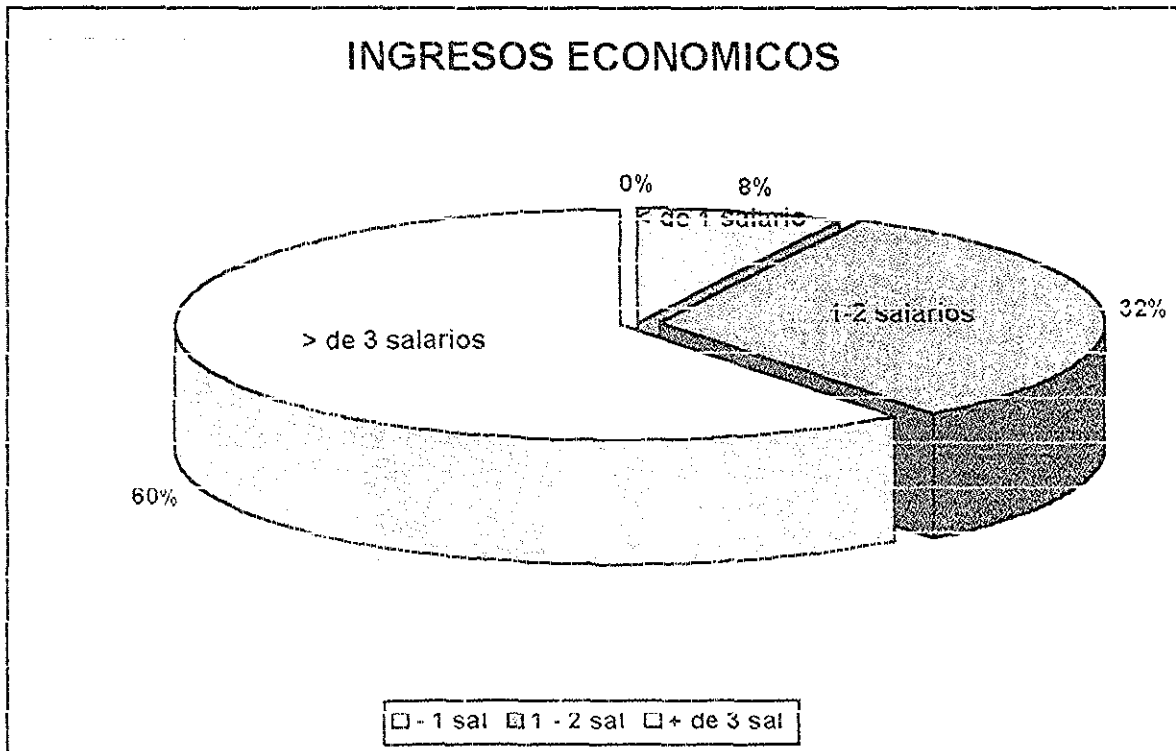 INGRESOS ECONOMICOS
0% 8%
< de 1 salario
1-2 salarios
32%
> de 3 salarios
60%
- 1 sal 1 - 2 sal + de 3 sal